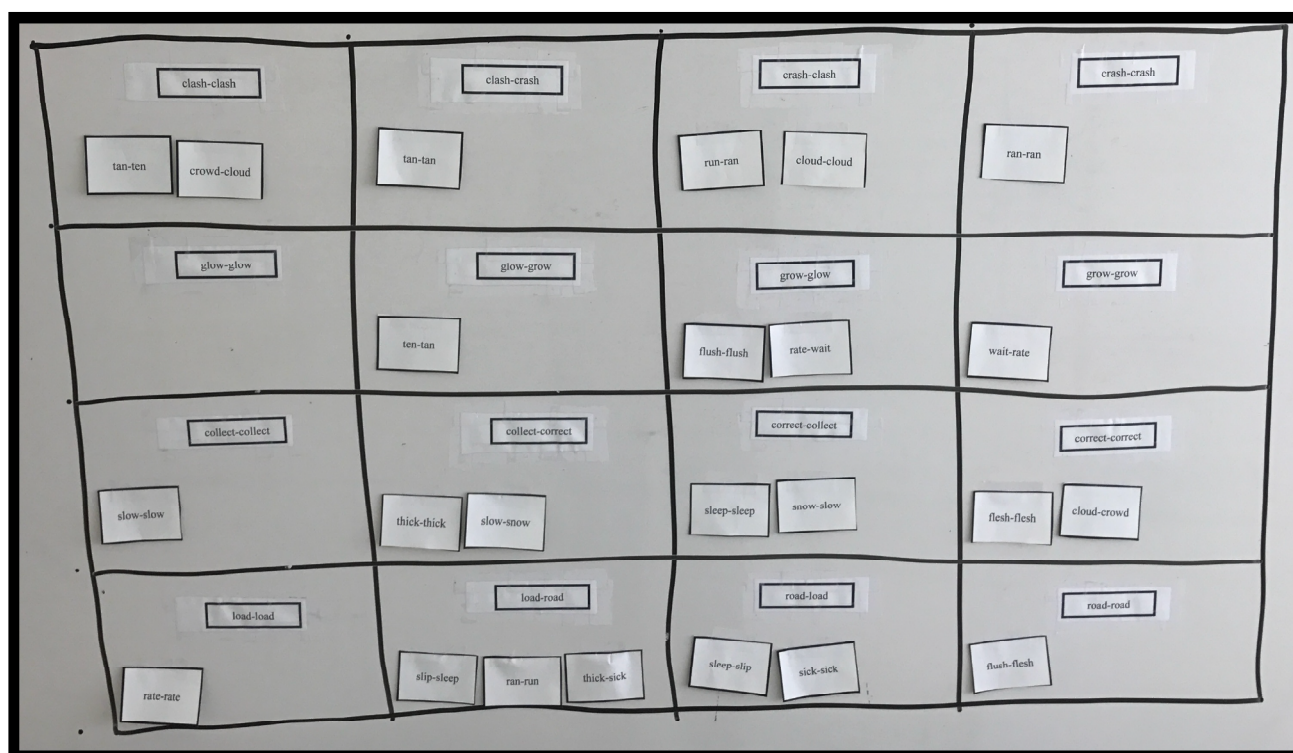 clash-clash
clash-crash
crash-clash
crash-crash
tan-ten
crowd-cloud
tan-tan
run-ran
cloud-cloud
ran-ran
glow-glow
glow-grow
grow-glow
grow-grow
ten-tan
flush-flush
rate-wait
wait-rate
collect-collect
collect-correct
correct-collect
correct-correct
slow-slow
thick-thick
slow-snow
sleep-sleep
snow-slow
flesh-flesh
cloud-crowd
load-load
load-road
road-load
road-road
rate-rate
slip-sleep
ran-run
thick-sick
sleep-slip
sick-sick
flush-flesh